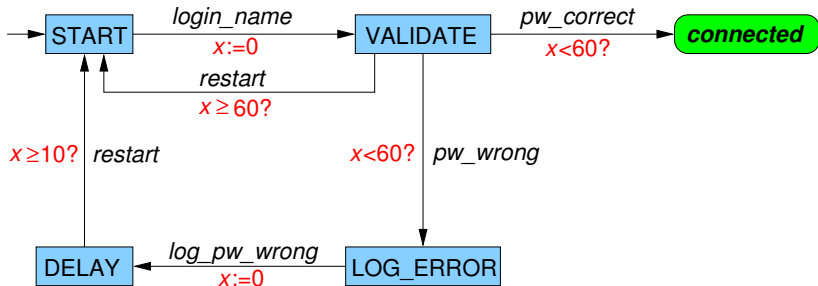 login_name
pw_correct
START
VALIDATE
connected
x:=0
x<60?
restart
x≥60?
x≥10? restart
x<60? pw_wrong
log_pw_wrong
DELAY
LOG_ERROR
x:=0